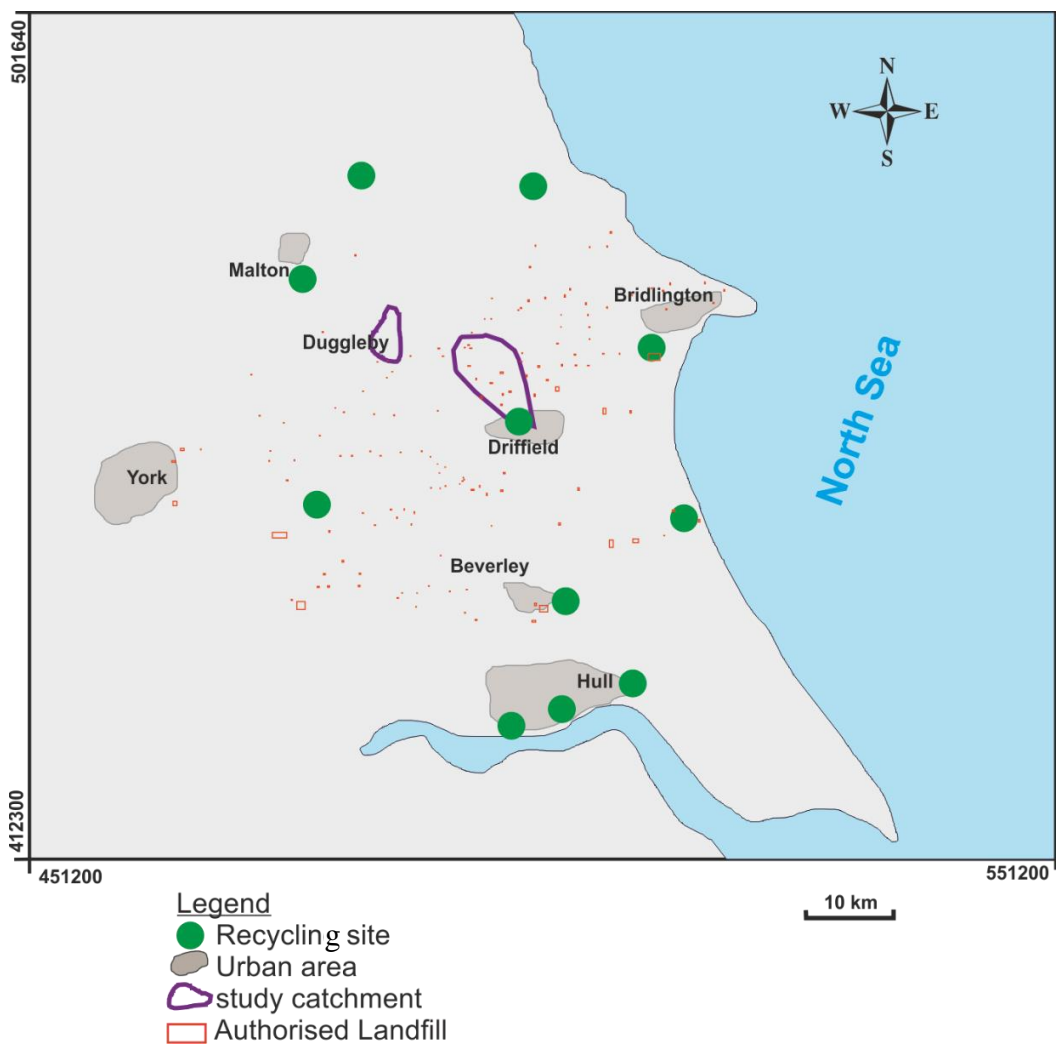 501640
N
W
E
S
Malton
Bridlington
Duggleby
North Sea
Driffield
York
Beverley
Hull
412300
451200
551200
10 km
Legend
Recycling site
Urban area
study catchment
Authorised Landfill